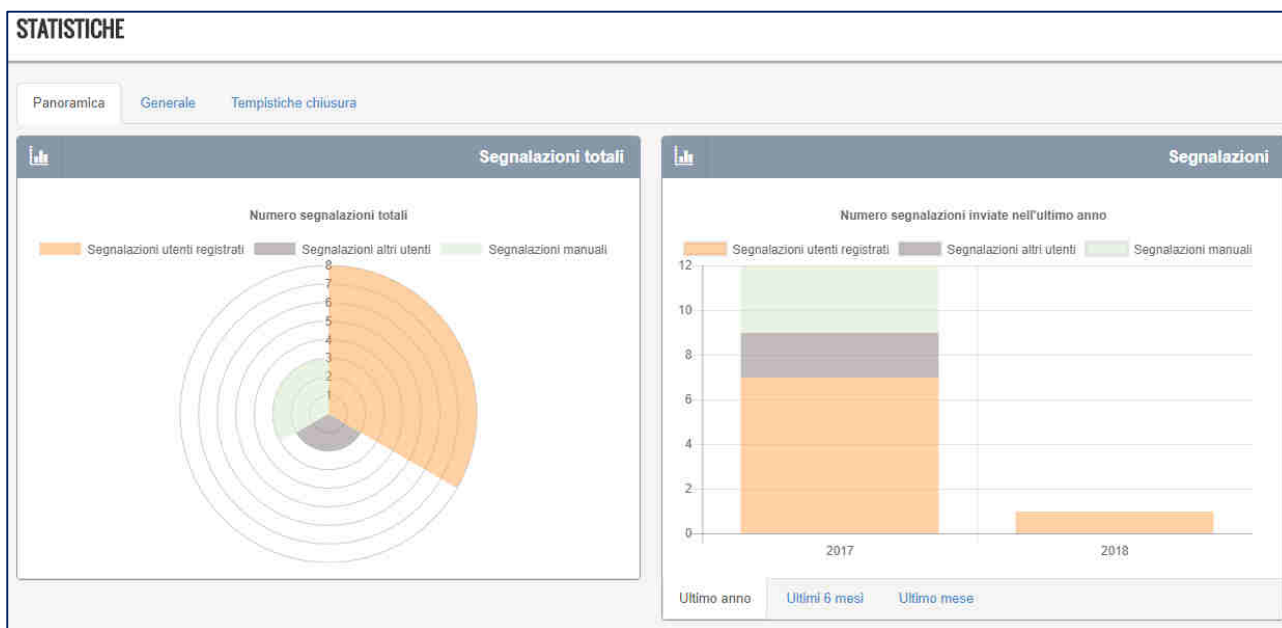 STATISTICHE
Panoramica Generale Tempistiche chiusura
Segnalazioni totali
Numero segnalazioni totali
Segnalazioni utenti registrati Segnalazioni altri utenti Segnalazioni manuali
8
7
6
5
4
3
2
1
Segnalazioni
Numero segnalazioni inviate nell'ultimo anno
Segnalazioni utenti registrati Segnalazioni altri utenti Segnalazioni manuali
12
10
8
6
4
2
0
2017 2018
Ultimo anno Ultimi 6 mesi Ultimo mese